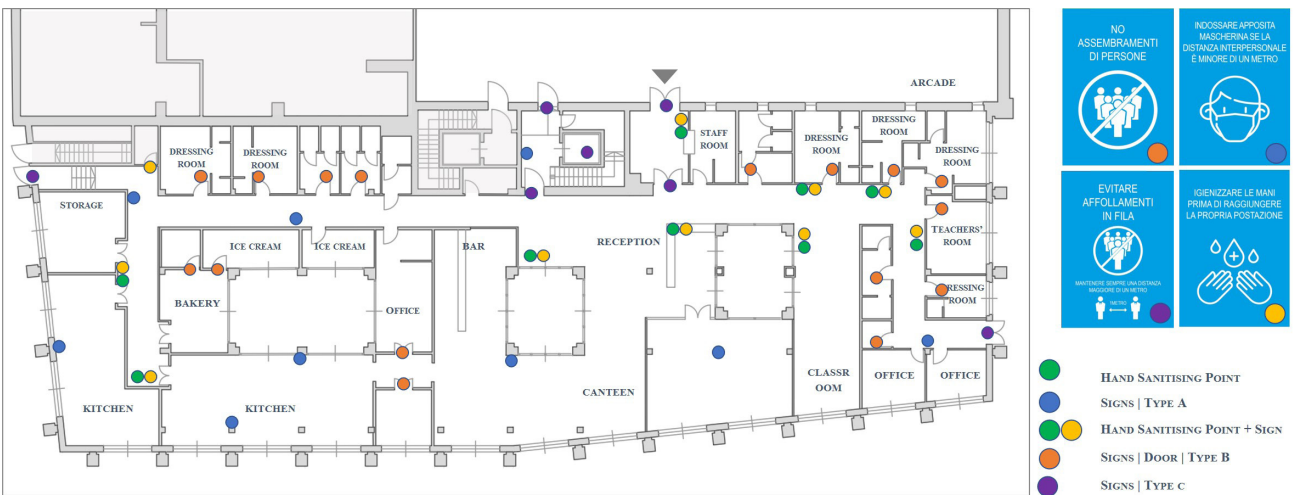 ARCADE
STAFF
ROOM
DRESSING
ROOM
DRESSING
ROOM
DRESSING
ROOM
DRESSING
ROOM
DRESSING
ROOM
STORAGE
ICE CREAM
ICE CREAM
BAR
RECEPTION
TEACHERS'
ROOM
BAKERY
OFFICE
DRESSING
ROOM
KITCHEN
KITCHEN
CANTEEN
CLASSR
OOM
OFFICE
OFFICE
NO
ASSEMBRAMENTI
DI PERSONE
INDOSSARE APPOSITA
MASCHERINA SE LA
DISTANZA INTERPERSONALE
È MINORE DI UN METRO
EVITARE
AFFOLLAMENTI
IN FILA
MANTENERE SEMPRE UNA DISTANZA
MAGGIORE DI UN METRO
1METRO
IGIENIZZARE LE MANI
PRIMA DI RAGGIUNGERE
LA PROPRIA POSTAZIONE
HAND SANITISING POINT
SIGNS | TYPE A
HAND SANITISING POINT + SIGN
SIGNS | DOOR | TYPE B
SIGNS | TYPE C